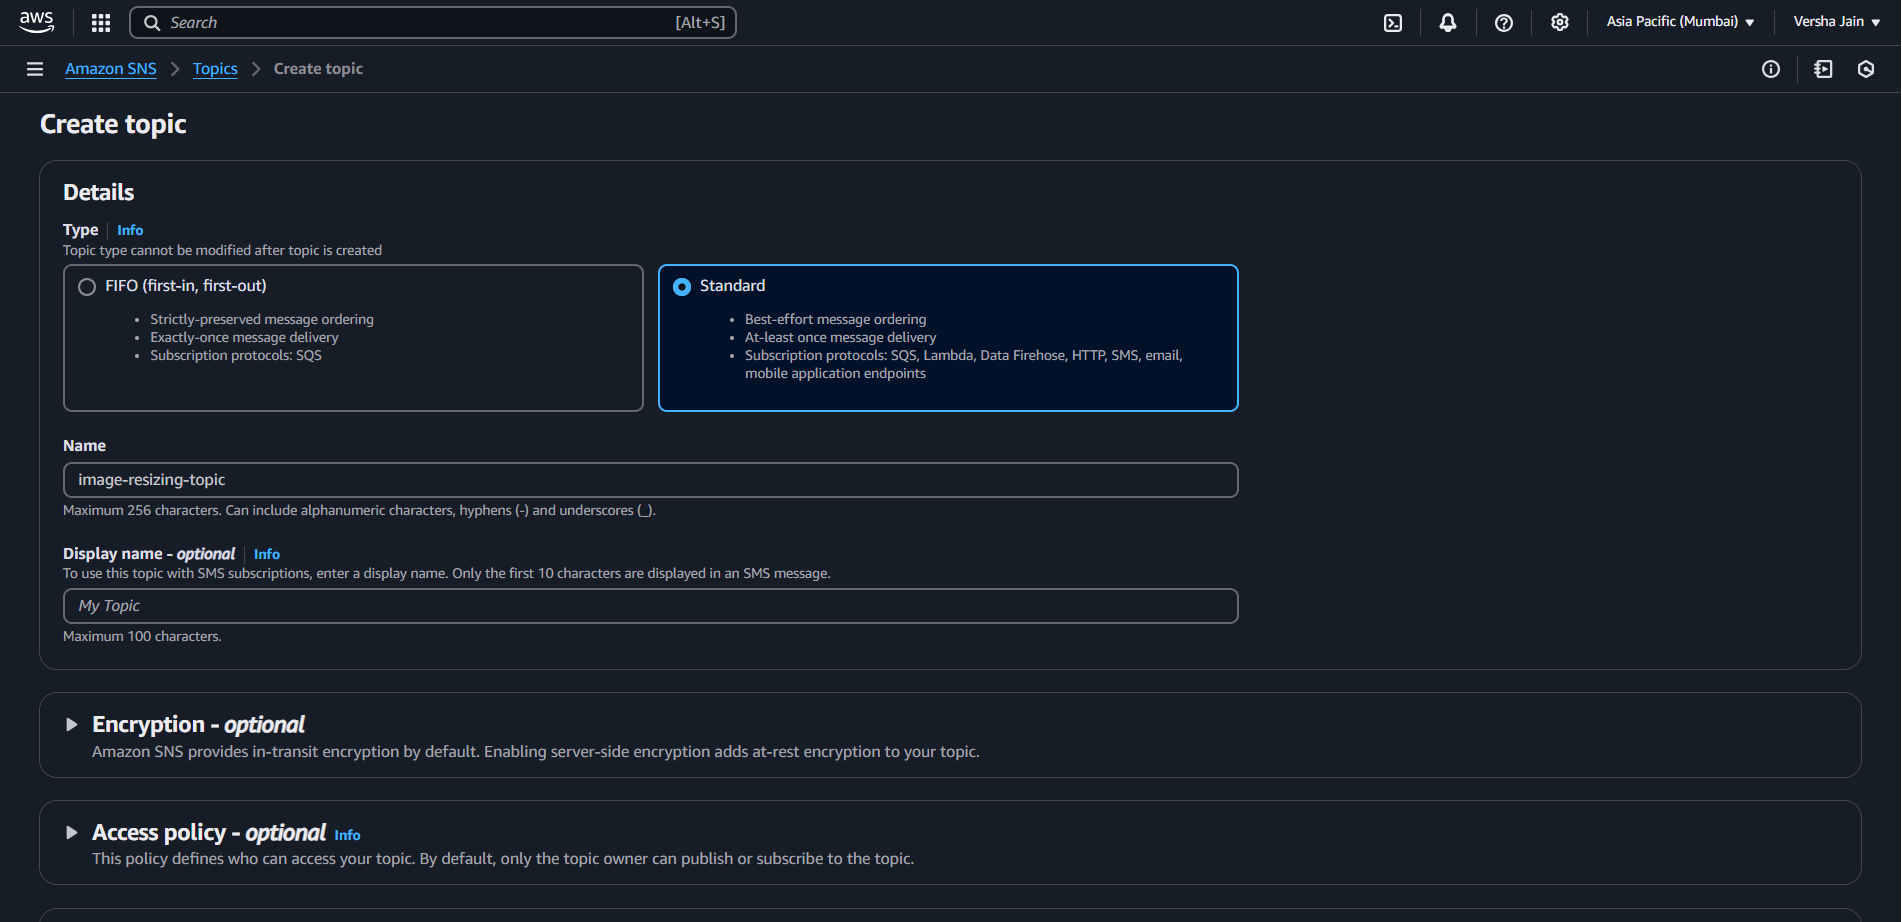 aws
Search [Alt+S]
Asia Pacific (Mumbai)
Versha Jain
Amazon SNS
Topics
Create topic
Create topic
Details
Type
Info
Topic type cannot be modified after topic is created
FIFO (first-in, first-out)
• Strictly-preserved message ordering
• Exactly-once message delivery
• Subscription protocols: SQS
Standard
• Best-effort message ordering
• At-least once message delivery
• Subscription protocols: SQS, Lambda, Data Firehose, HTTP, SMS, email,
mobile application endpoints
Name
image-resizing-topic
Maximum 256 characters. Can include alphanumeric characters, hyphens (-) and underscores (_).
Display name - optional
Info
To use this topic with SMS subscriptions, enter a display name. Only the first 10 characters are displayed in an SMS message.
My Topic
Maximum 100 characters.
Encryption - optional
Amazon SNS provides in-transit encryption by default. Enabling server-side encryption adds at-rest encryption to your topic.
Access policy - optional Info
This policy defines who can access your topic. By default, only the topic owner can publish or subscribe to the topic.